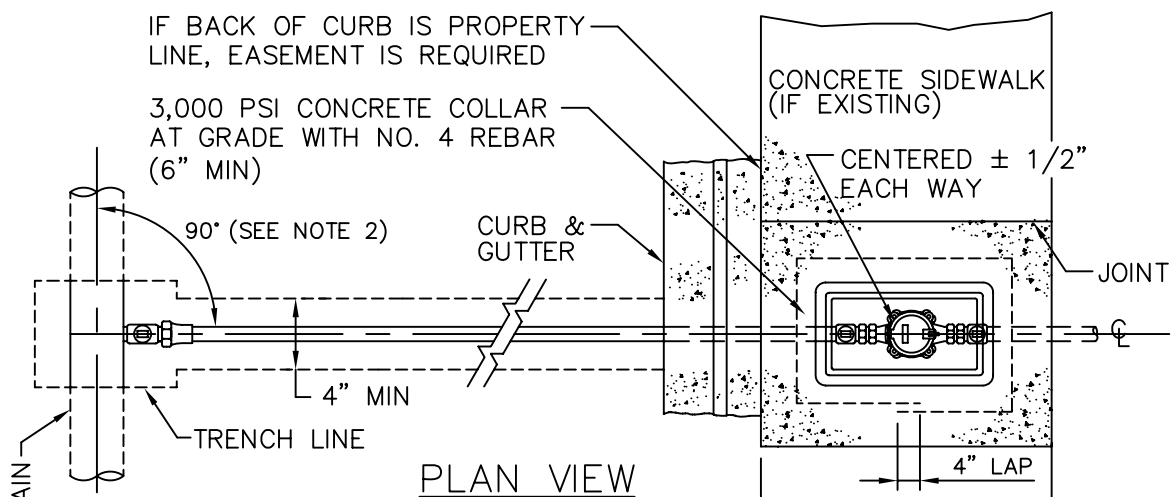 IF BACK OF CURB IS PROPERTY
LINE, EASEMENT IS REQUIRED
CONCRETE SIDEWALK
(IF EXISTING)
3,000 PSI CONCRETE COLLAR
AT GRADE WITH NO. 4 REBAR
(6” MIN)
CENTERED ± 1/2”
EACH WAY
90° (SEE NOTE 2)
CURB &
GUTTER
JOINT
℄
4” MIN
TRENCH LINE
4” LAP
PLAN VIEW